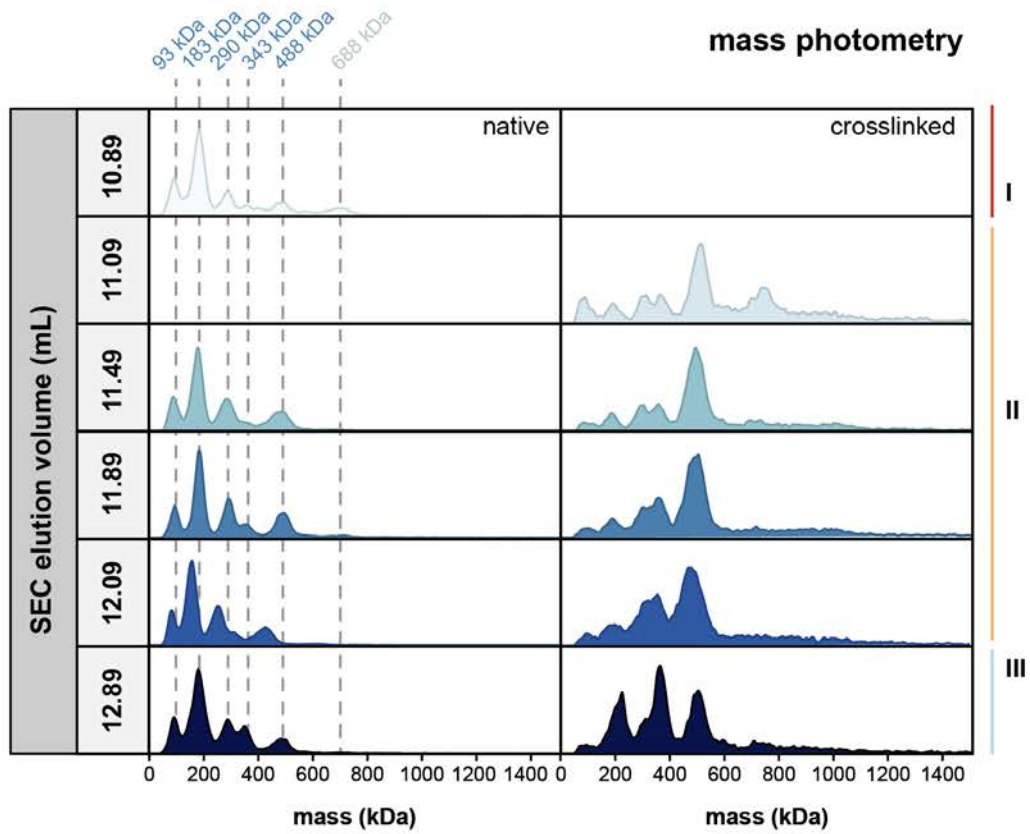 93 kDa
183 kDa
290 kDa
343 kDa
488 kDa
688 kDa
mass photometry
native
crosslinked
SEC elution volume (mL)
10.89
11.09
11.49
11.89
12.09
12.89
I
II
III
0 200 400 600 800 1000 1200 1400
0 200 400 600 800 1000 1200 1400
mass (kDa)
mass (kDa)